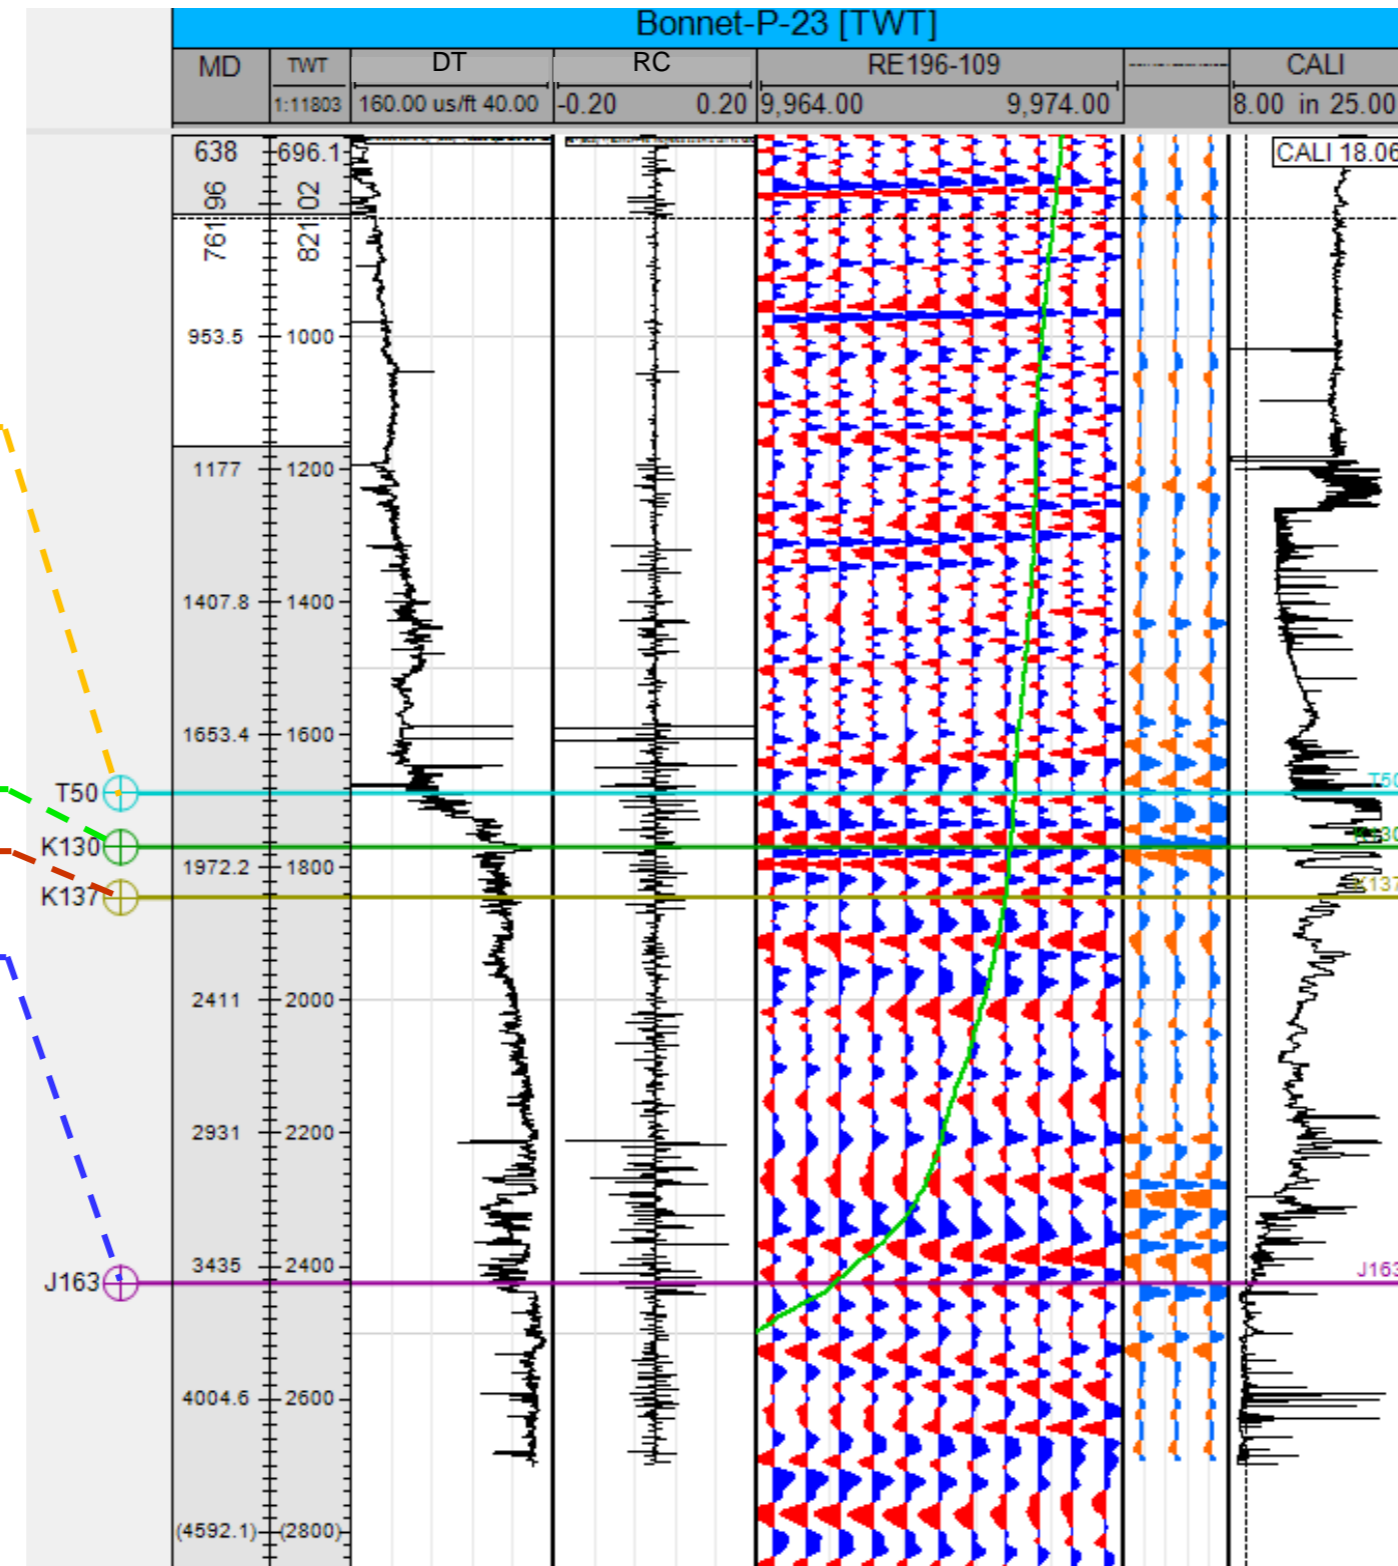 Bonnet-P-23 [TWT]
MD TWT DT RC RE196-109 CALI
1:11803 160.00 us/ft 40.00 -0.20 0.20 9,964.00 9,974.00 8.00 in 25.00
638 696.1 CALI 18.06
96 02
761 821
953.5 1000
1177 1200
1407.8 1400
1653.4 1600
T50 T50
K130 K130
1972.2 1800
K137 K137
2411 2000
2931 2200
3435 2400
J163 J163
4004.6 2600
(4592.1) (2800)